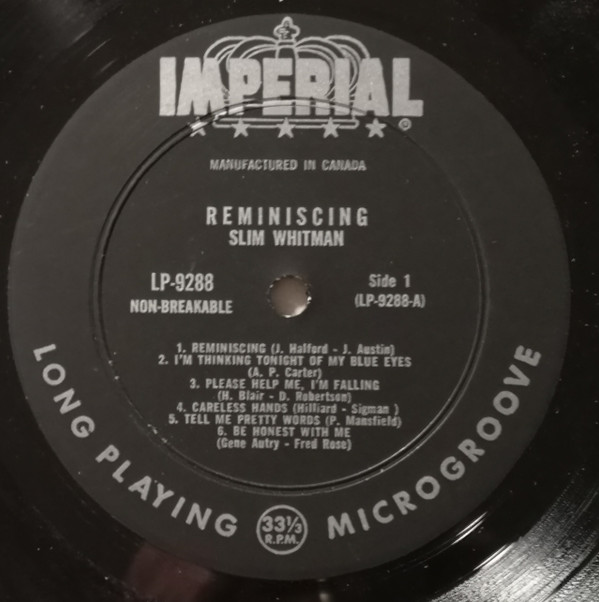 IMPERIAL
®
MANUFACTURED IN CANADA
REMINISCING
SLIM WHITMAN
LP-9288
NON-BREAKABLE
Side 1
(LP-9288-A)
1. REMINISCING (J. Halford - J. Austin)
2. I'M THINKING TONIGHT OF MY BLUE EYES
(A. P. Carter)
3. PLEASE HELP ME, I'M FALLING
(H. Blair - D. Robertson)
4. CARELESS HANDS (Hilliard - Sigman )
5. TELL ME PRETTY WORDS (P. Mansfield)
6. BE HONEST WITH ME
(Gene Autry - Fred Rose)
LONG PLAYING
33⅓
R.P.M.
MICROGROOVE